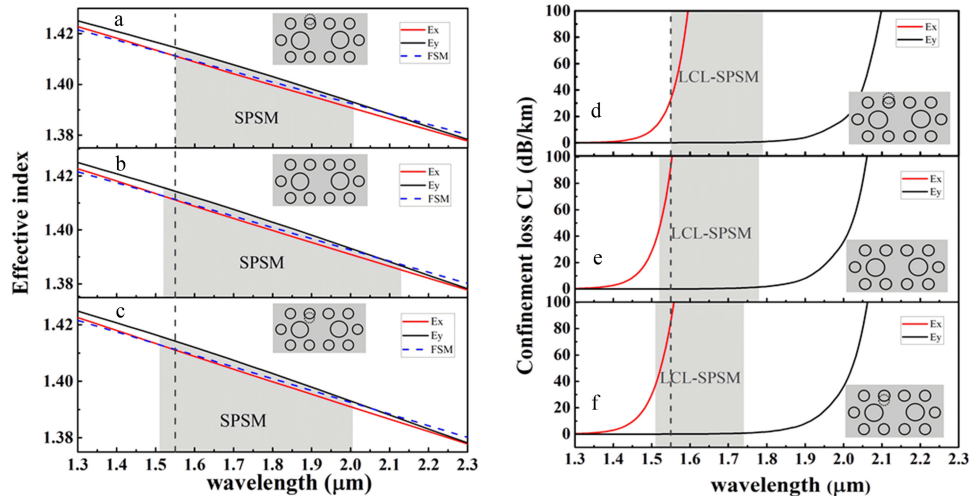 Effective index
a
Ex
Ey
FSM
1.42
1.40
1.38
SPSM
b
Ex
Ey
FSM
1.42
1.40
1.38
SPSM
c
Ex
Ey
FSM
1.42
1.40
1.38
SPSM
1.3 1.4 1.5 1.6 1.7 1.8 1.9 2.0 2.1 2.2 2.3
wavelength (μm)
Confinement loss CL (dB/km)
100
80
60
40
20
0
d
LCL-SPSM
Ex
Ey
100
80
60
40
20
0
e
LCL-SPSM
Ex
Ey
100
80
60
40
20
0
f
LCL-SPSM
Ex
Ey
1.3 1.4 1.5 1.6 1.7 1.8 1.9 2.0 2.1 2.2 2.3
wavelength (μm)